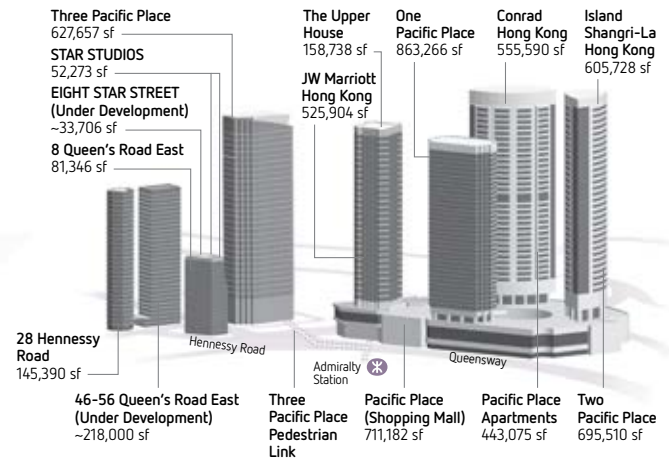 Three Pacific Place
627,657 sf
STAR STUDIOS
52,273 sf
EIGHT STAR STREET
(Under Development)
~33,706 sf
8 Queen's Road East
81,346 sf
The Upper
House
158,738 sf
JW Marriott
Hong Kong
525,904 sf
One
Pacific Place
863,266 sf
Conrad
Hong Kong
555,590 sf
Island
Shangri-La
Hong Kong
605,728 sf
28 Hennessy
Road
145,390 sf
Hennessy Road
Admiralty
Station
Queensway
46-56 Queen's Road East
(Under Development)
~218,000 sf
Three
Pacific Place
Pedestrian
Link
Pacific Place
(Shopping Mall)
711,182 sf
Pacific Place
Apartments
443,075 sf
Two
Pacific Place
695,510 sf